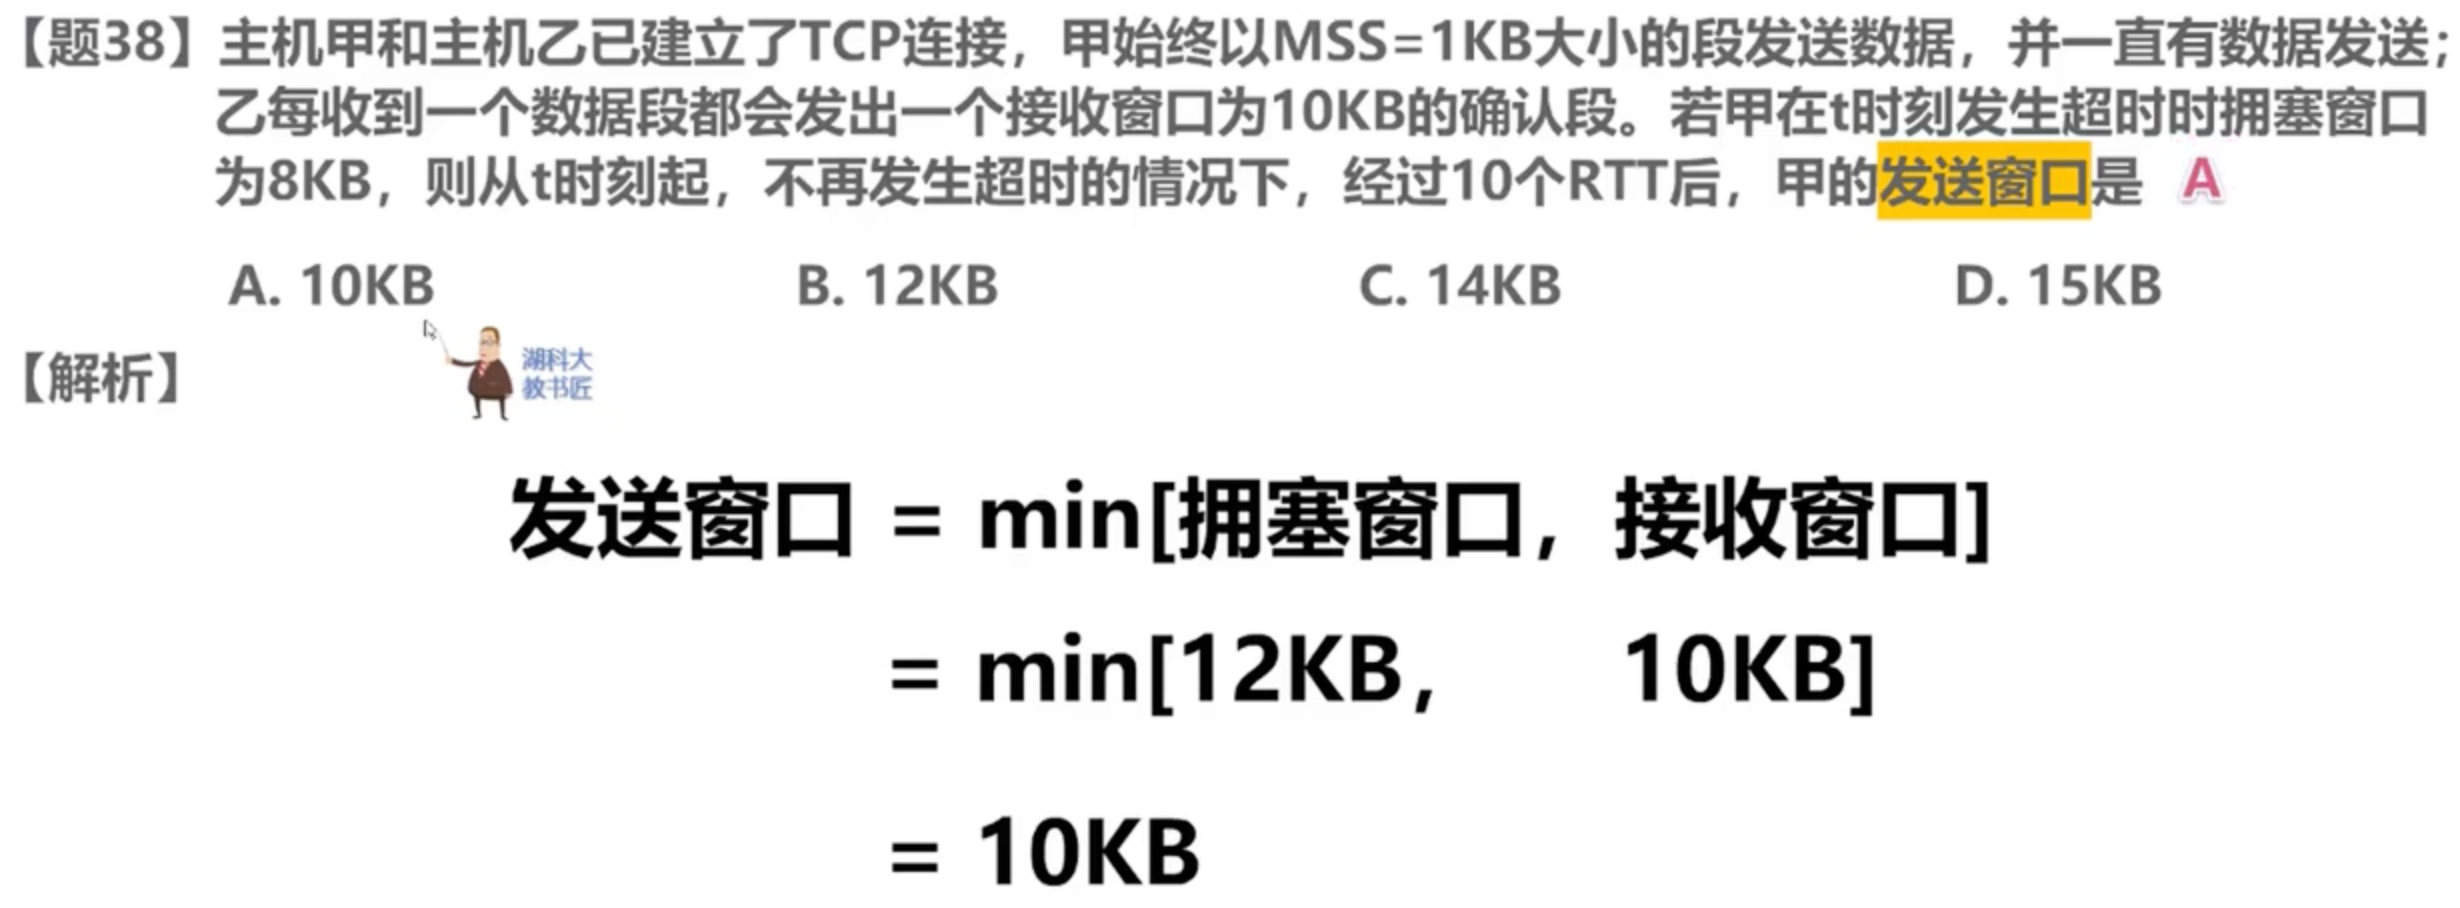 【题38】主机甲和主机乙已建立了TCP连接，甲始终以MSS=1KB大小的段发送数据，并一直有数据发送；
乙每收到一个数据段都会发出一个接收窗口为10KB的确认段。若甲在t时刻发生超时时拥塞窗口
为8KB，则从t时刻起，不再发生超时的情况下，经过10个RTT后，甲的发送窗口是 A
A. 10KB B. 12KB C. 14KB D. 15KB
【解析】
湖科大
教书匠
发送窗口 = min[拥塞窗口，接收窗口]
= min[12KB， 10KB]
= 10KB